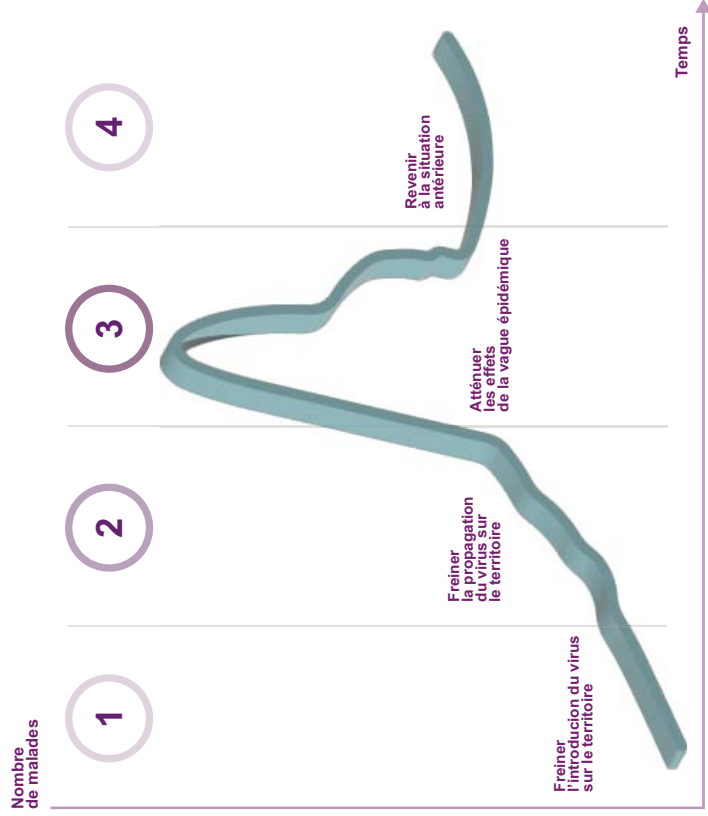 Nombre
de malades
1
2
3
4
Freiner
l'introducion du virus
sur le territoire
Freiner
la propagation
du virus sur
le territoire
Atténuer
les effets
de la vague épidémique
Revenir
à la situation
antérieure
Temps